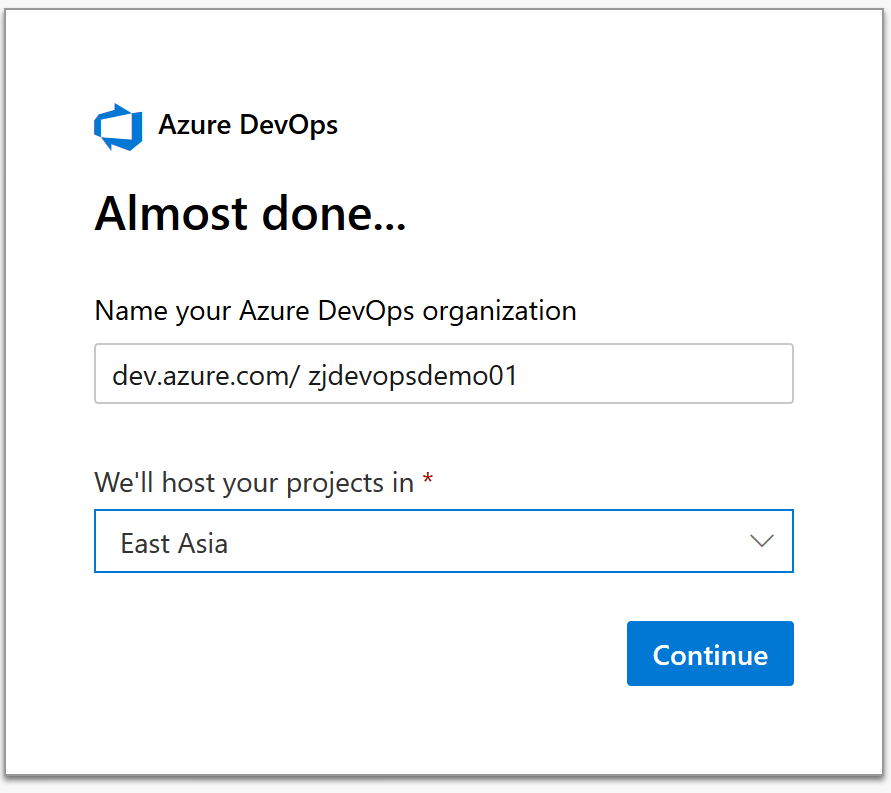 Azure DevOps
Almost done...
Name your Azure DevOps organization
dev.azure.com/ zjdevopsdemo01
We'll host your projects in *
East Asia
Continue